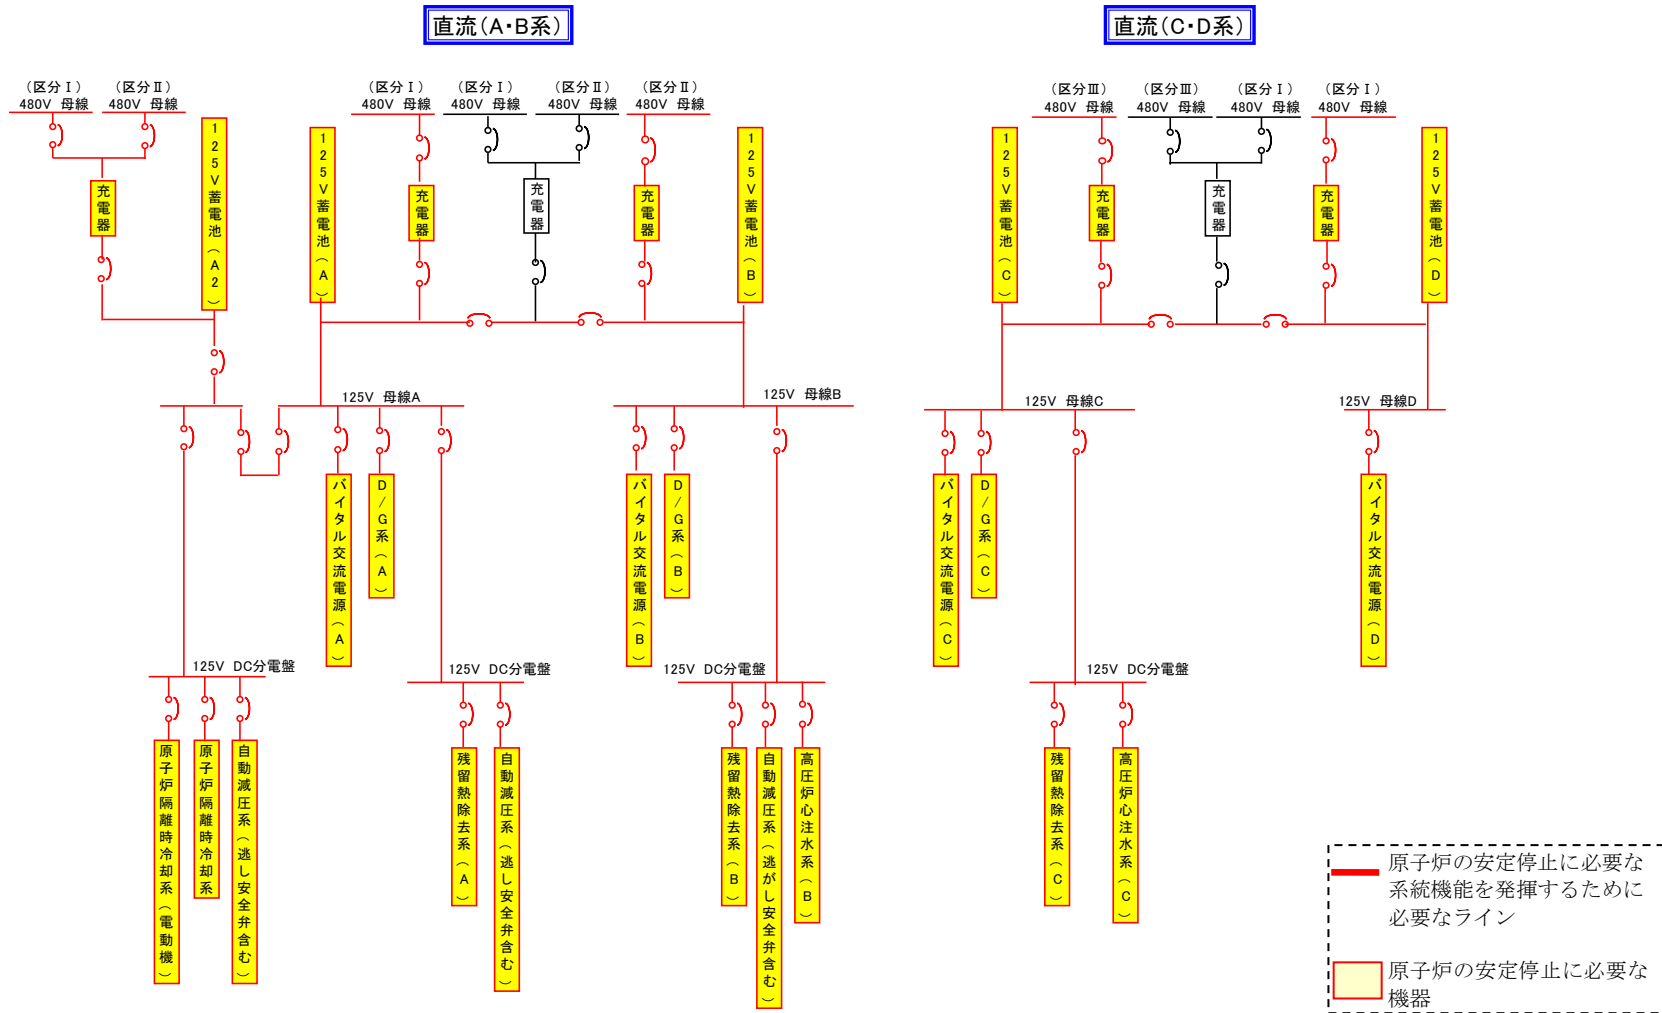 直流(A・B系)
直流(C・D系)
(区分Ⅰ)
480V 母線
(区分Ⅱ)
480V 母線
(区分Ⅰ)
480V 母線
(区分Ⅰ)
480V 母線
(区分Ⅱ)
480V 母線
(区分Ⅱ)
480V 母線
(区分Ⅲ)
480V 母線
(区分Ⅲ)
480V 母線
(区分Ⅰ)
480V 母線
(区分Ⅰ)
480V 母線
充電器
125V蓄電池(A2)
125V蓄電池(A)
充電器
充電器
充電器
125V蓄電池(B)
125V蓄電池(C)
充電器
充電器
充電器
125V蓄電池(D)
125V 母線A
125V 母線B
125V 母線C
125V 母線D
バイタル交流電源(A)
D/G系(A)
バイタル交流電源(B)
D/G系(B)
バイタル交流電源(C)
D/G系(C)
バイタル交流電源(D)
125V DC分電盤
125V DC分電盤
125V DC分電盤
125V DC分電盤
原子炉隔離時冷却系(電動機)
原子炉隔離時冷却系
自動減圧系(逃し安全弁含む)
残留熱除去系(A)
自動減圧系(逃し安全弁含む)
残留熱除去系(B)
自動減圧系(逃がし安全弁含む)
高圧炉心注水系(B)
残留熱除去系(C)
高圧炉心注水系(C)
原子炉の安定停止に必要な
系統機能を発揮するために
必要なライン
原子炉の安定停止に必要な
機器